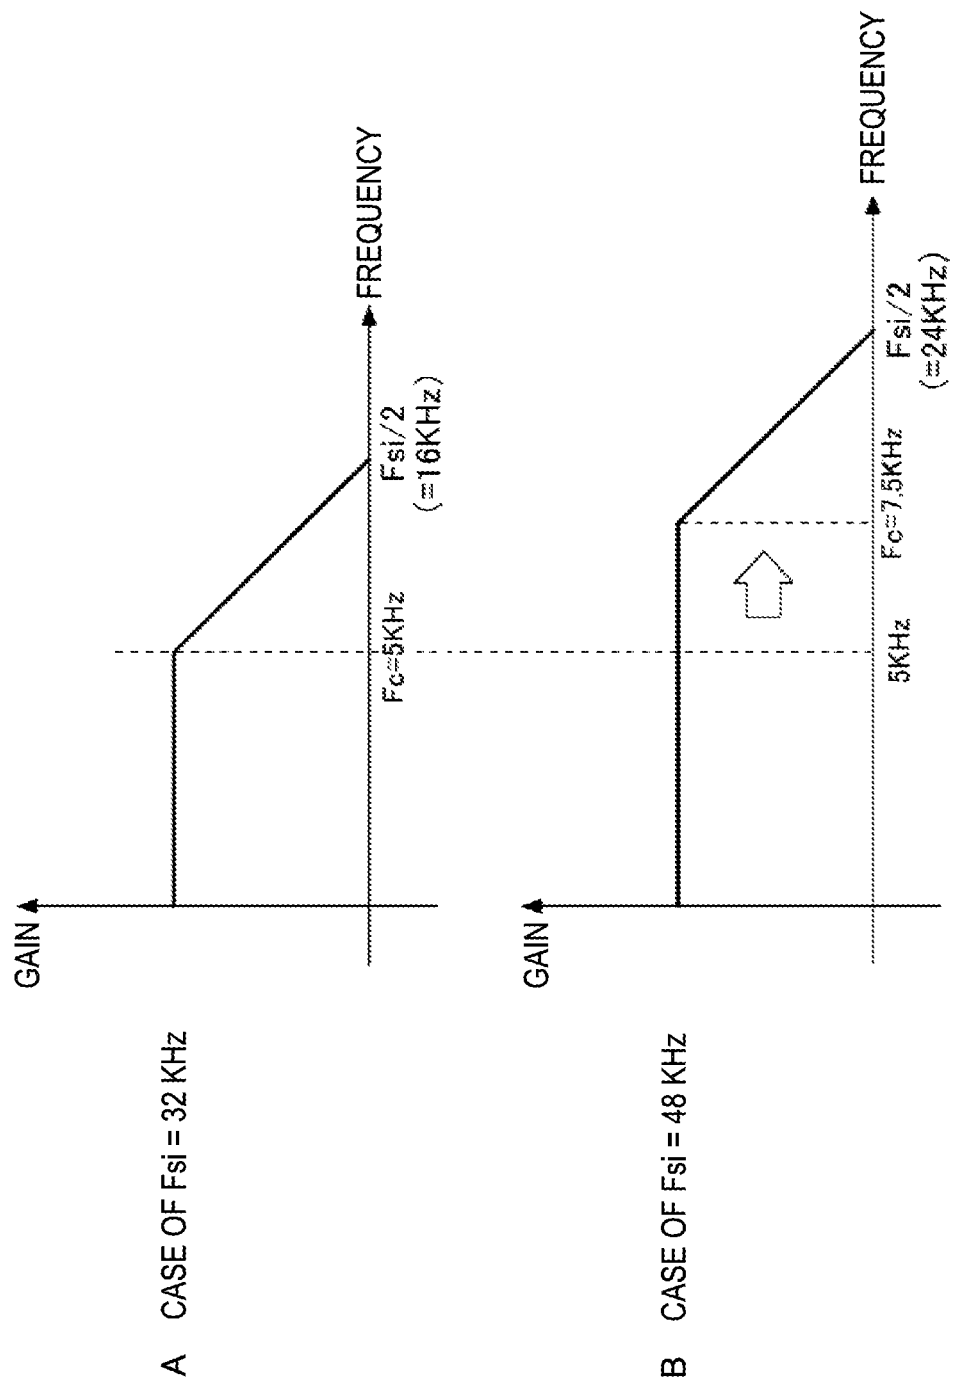 A CASE OF Fsi = 32 KHz
GAIN
Fc=5KHz
Fsi/2
(=16KHz)
FREQUENCY
B CASE OF Fsi = 48 KHz
GAIN
5KHz
Fc=7.5KHz
Fsi/2
(=24KHz)
FREQUENCY